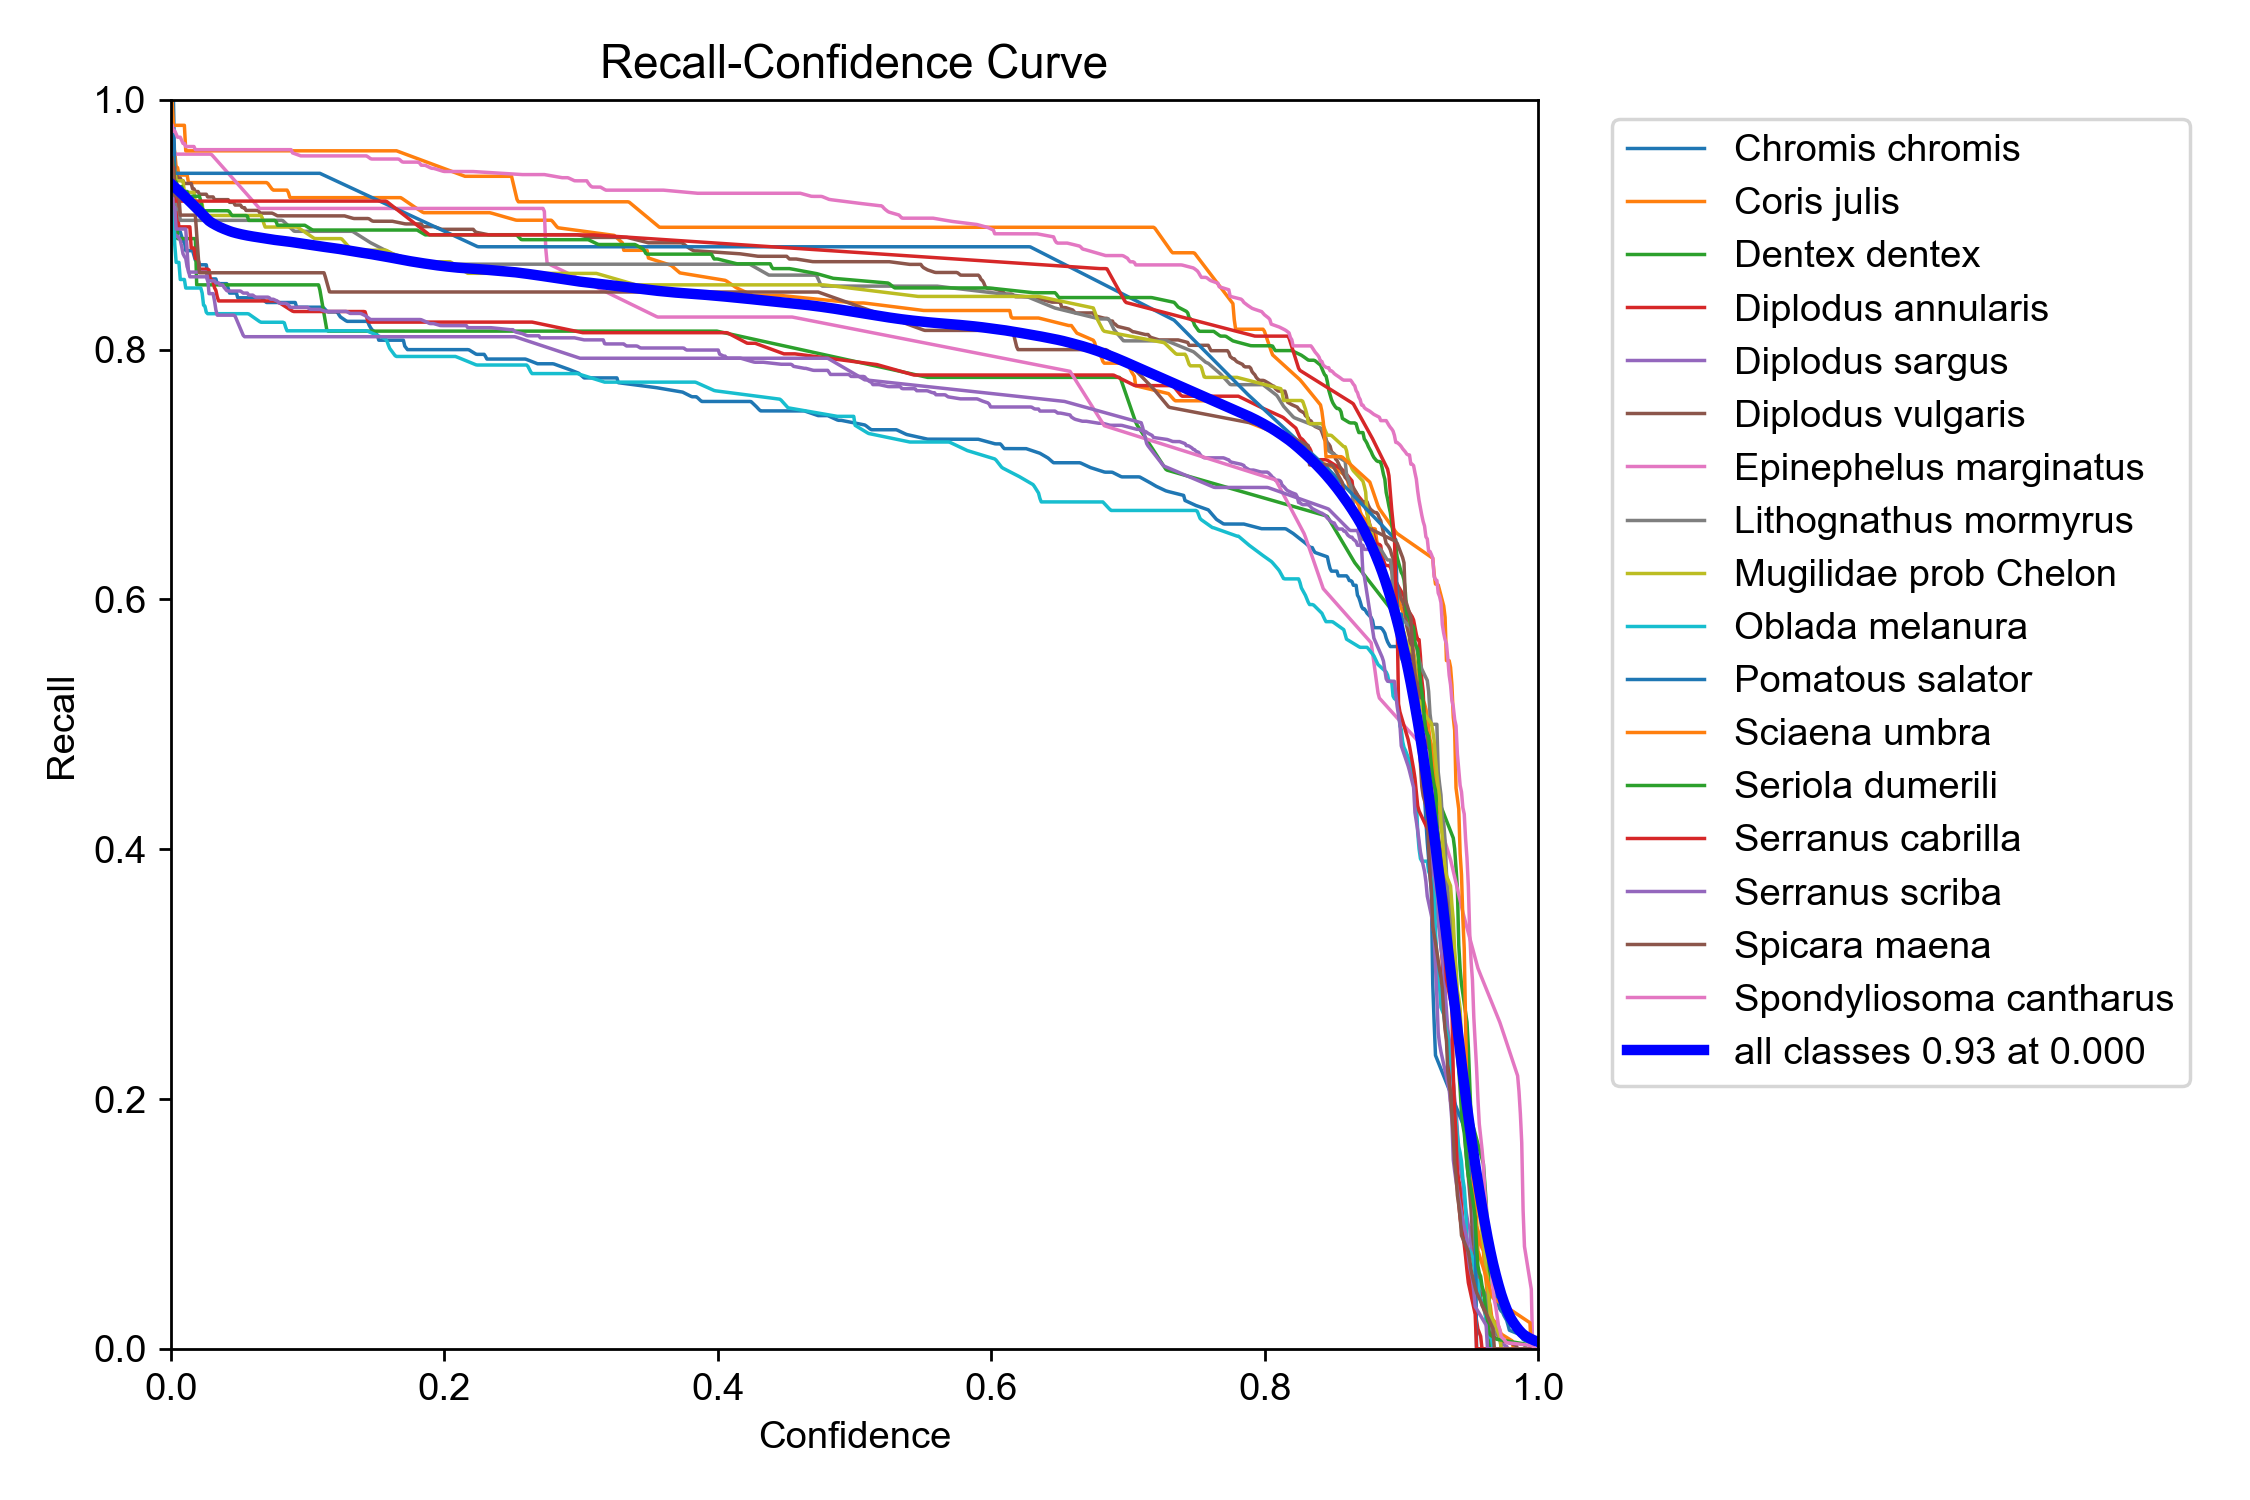 Recall-Confidence Curve
1.0
0.8
0.6
0.4
0.2
0.0
Recall
0.0 0.2 0.4 0.6 0.8 1.0
Confidence
Chromis chromis
Coris julis
Dentex dentex
Diplodus annularis
Diplodus sargus
Diplodus vulgaris
Epinephelus marginatus
Lithognathus mormyrus
Mugilidae prob Chelon
Oblada melanura
Pomatous salator
Sciaena umbra
Seriola dumerili
Serranus cabrilla
Serranus scriba
Spicara maena
Spondyliosoma cantharus
all classes 0.93 at 0.000